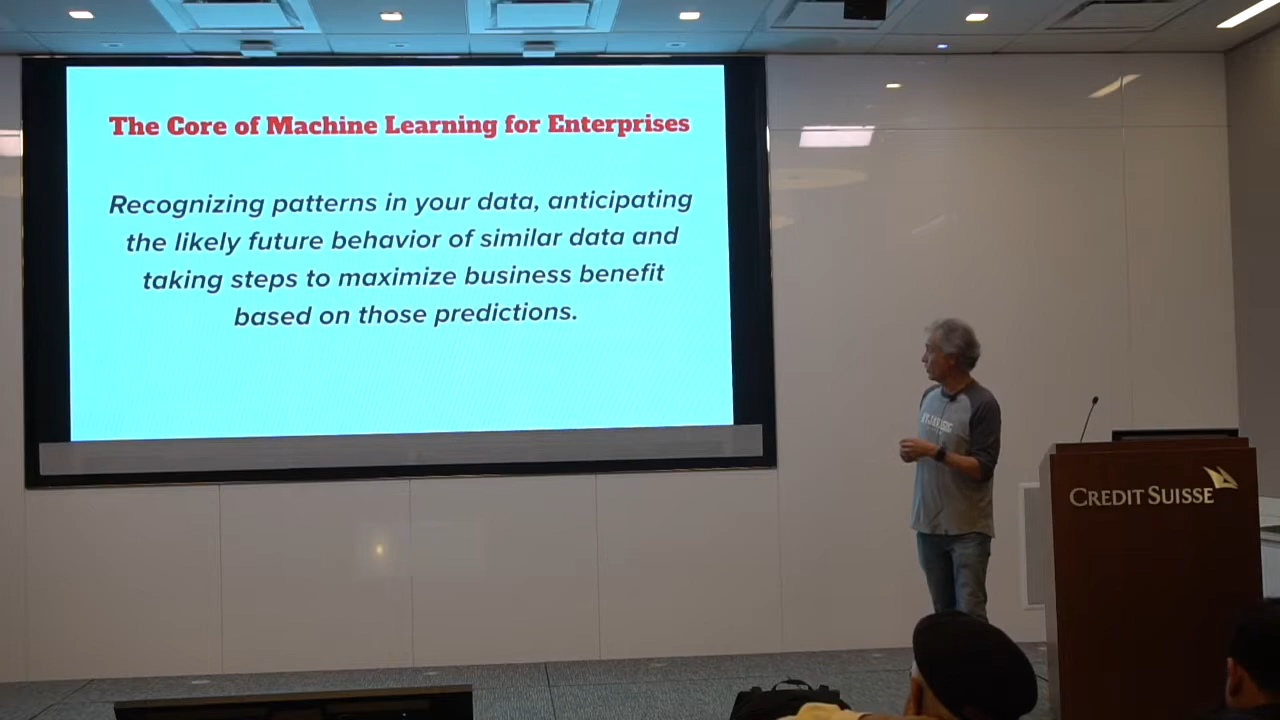 The Core of Machine Learning for Enterprises
Recognizing patterns in your data, anticipating
the likely future behavior of similar data and
taking steps to maximize business benefit
based on those predictions.
CREDIT SUISSE